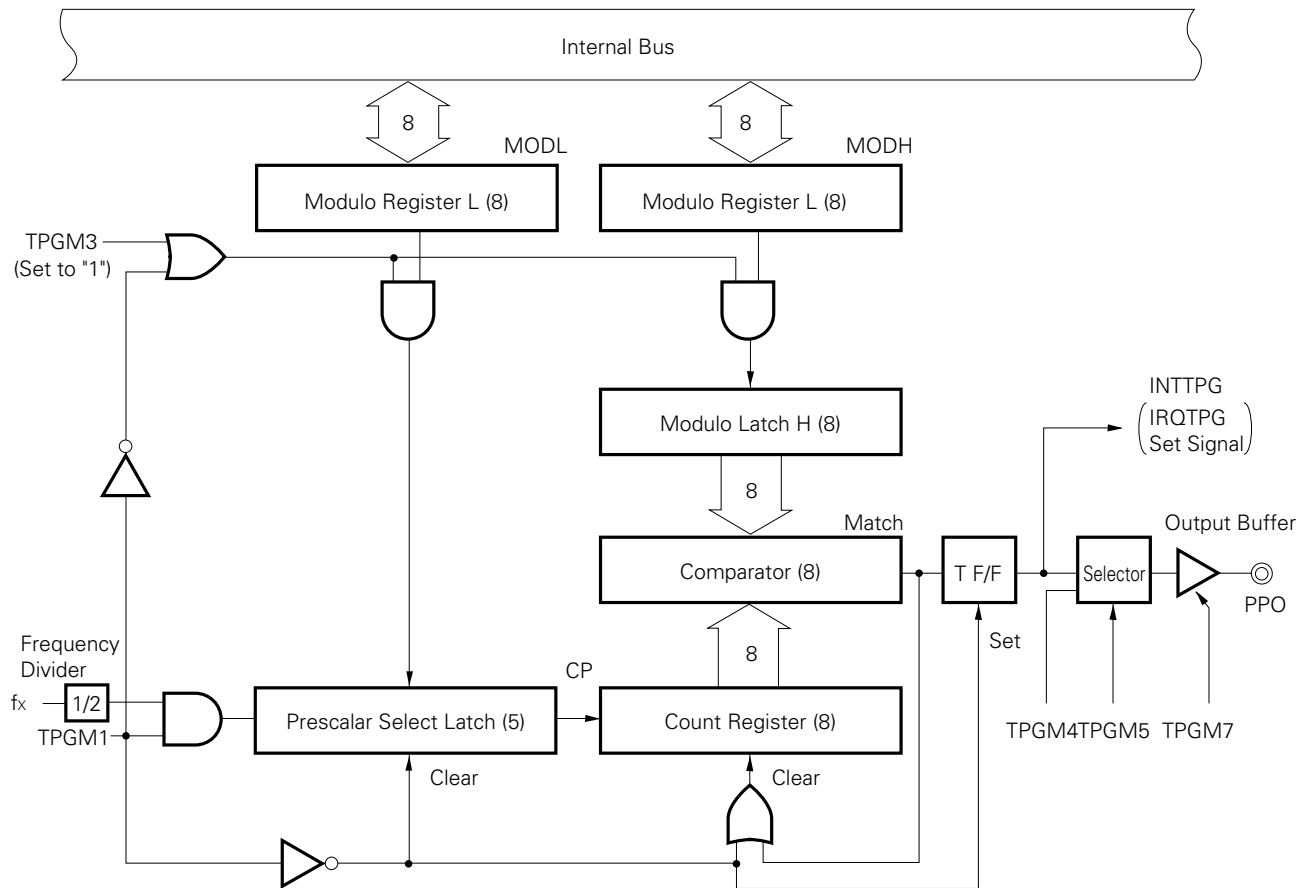 Internal Bus
8
8
MODL
MODH
Modulo Register L (8)
Modulo Register L (8)
TPGM3
(Set to "1")
INTTPG
IRQTPG
Set Signal
Modulo Latch H (8)
8
Match
Output Buffer
Comparator (8)
T F/F
Selector
PPO
Set
8
Frequency
Divider
CP
fx
1/2
Prescalar Select Latch (5)
Count Register (8)
TPGM1
TPGM4
TPGM5
TPGM7
Clear
Clear